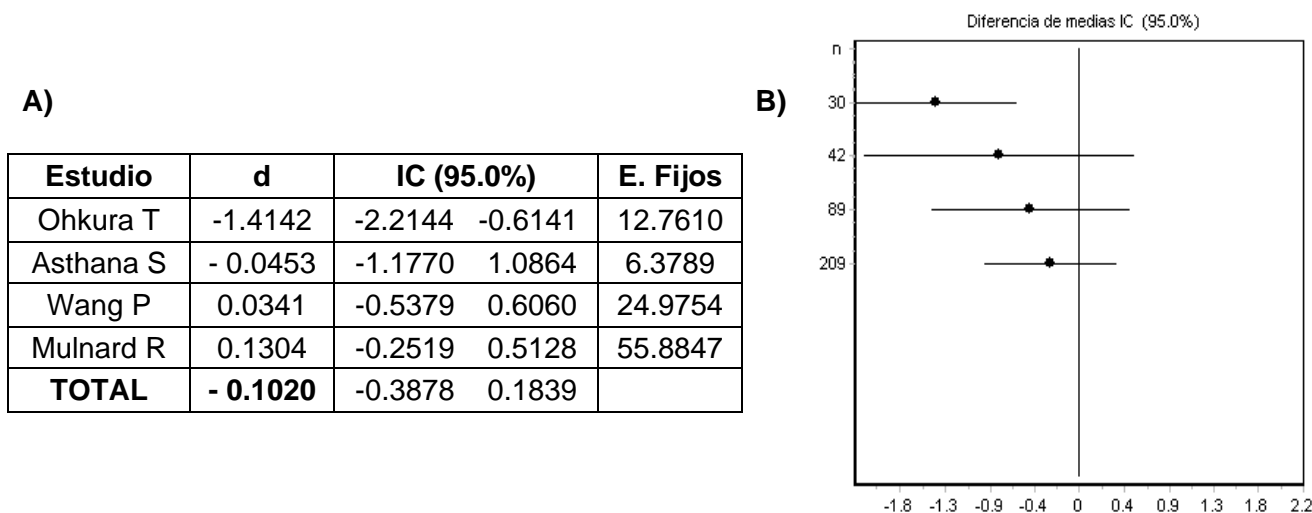 A)
Estudio d IC (95.0%) E. Fijos
Ohkura T -1.4142 -2.2144 -0.6141 12.7610
Asthana S - 0.0453 -1.1770 1.0864 6.3789
Wang P 0.0341 -0.5379 0.6060 24.9754
Mulnard R 0.1304 -0.2519 0.5128 55.8847
TOTAL - 0.1020 -0.3878 0.1839
B)
Diferencia de medias IC (95.0%)
n
30
42
89
209
-1.8 -1.3 -0.9 -0.4 0 0.4 0.9 1.3 1.8 2.2